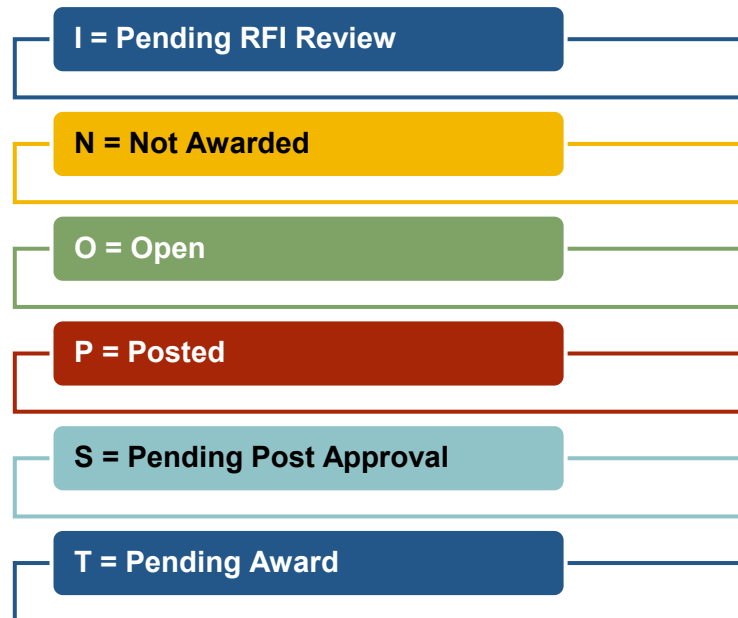 I = Pending RFI Review
N = Not Awarded
O = Open
P = Posted
S = Pending Post Approval
T = Pending Award